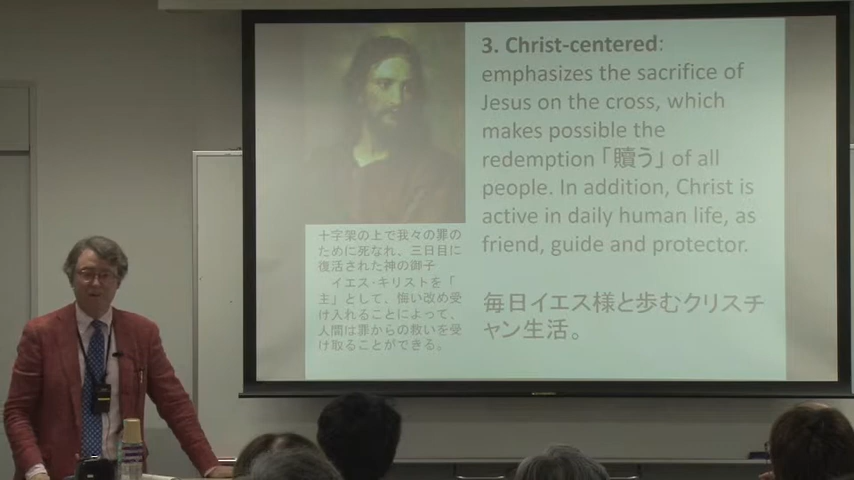 3. Christ-centered:
emphasizes the sacrifice of
Jesus on the cross, which
makes possible the
redemption「贖う」of all
people. In addition, Christ is
active in daily human life, as
friend, guide and protector.
毎日イエス様と歩むクリスチ
ャン生活。
十字架の上で我々の罪の
ために死なれ、三日目に
復活された神の御子
イエス・キリストを「
主」として、悔い改め受
け入れることによって、
人間は罪からの救いを受
け取ることができる。